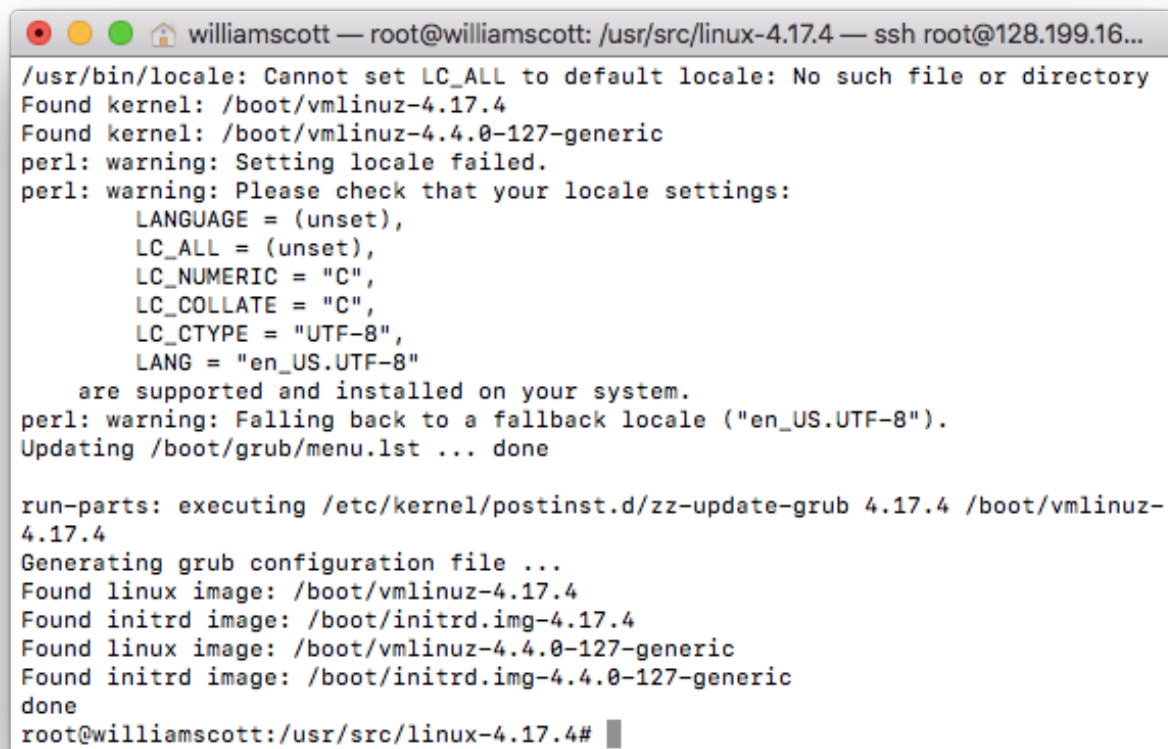 williamscott — root@williamscott: /usr/src/linux-4.17.4 — ssh root@128.199.16...
/usr/bin/locale: Cannot set LC_ALL to default locale: No such file or directory
Found kernel: /boot/vmlinuz-4.17.4
Found kernel: /boot/vmlinuz-4.4.0-127-generic
perl: warning: Setting locale failed.
perl: warning: Please check that your locale settings:
        LANGUAGE = (unset),
        LC_ALL = (unset),
        LC_NUMERIC = "C",
        LC_COLLATE = "C",
        LC_CTYPE = "UTF-8",
        LANG = "en_US.UTF-8"
    are supported and installed on your system.
perl: warning: Falling back to a fallback locale ("en_US.UTF-8").
Updating /boot/grub/menu.lst ... done

run-parts: executing /etc/kernel/postinst.d/zz-update-grub 4.17.4 /boot/vmlinuz-
4.17.4
Generating grub configuration file ...
Found linux image: /boot/vmlinuz-4.17.4
Found initrd image: /boot/initrd.img-4.17.4
Found linux image: /boot/vmlinuz-4.4.0-127-generic
Found initrd image: /boot/initrd.img-4.4.0-127-generic
done
root@williamscott:/usr/src/linux-4.17.4#